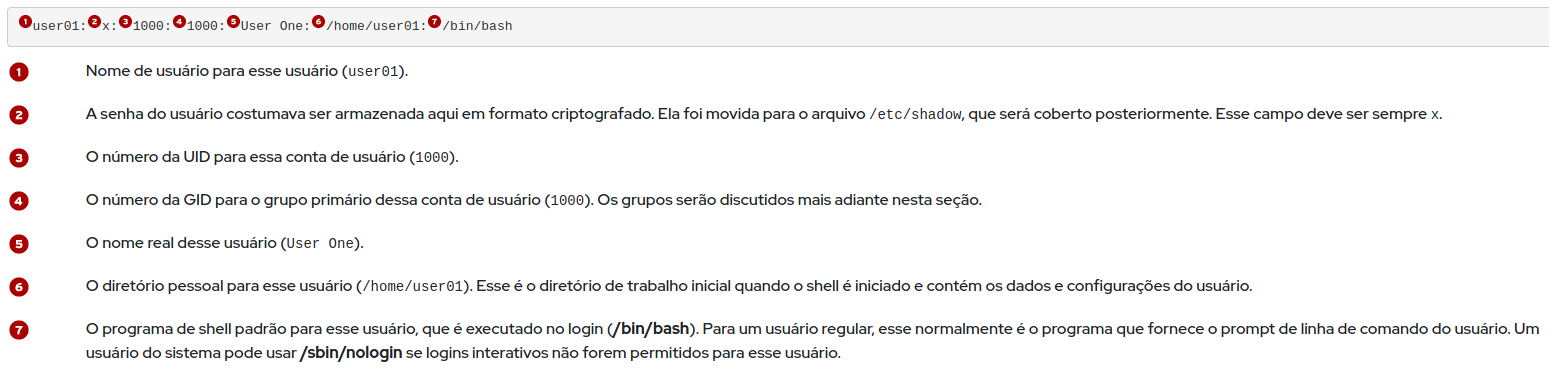 1user01:2x:31000:41000:5User One:6/home/user01:7/bin/bash
1 Nome de usuário para esse usuário (user01).
2 A senha do usuário costumava ser armazenada aqui em formato criptografado. Ela foi movida para o arquivo /etc/shadow, que será coberto posteriormente. Esse campo deve ser sempre x.
3 O número da UID para essa conta de usuário (1000).
4 O número da GID para o grupo primário dessa conta de usuário (1000). Os grupos serão discutidos mais adiante nesta seção.
5 O nome real desse usuário (User One).
6 O diretório pessoal para esse usuário (/home/user01). Esse é o diretório de trabalho inicial quando o shell é iniciado e contém os dados e configurações do usuário.
7 O programa de shell padrão para esse usuário, que é executado no login (/bin/bash). Para um usuário regular, esse normalmente é o programa que fornece o prompt de linha de comando do usuário. Um
usuário do sistema pode usar /sbin/nologin se logins interativos não forem permitidos para esse usuário.